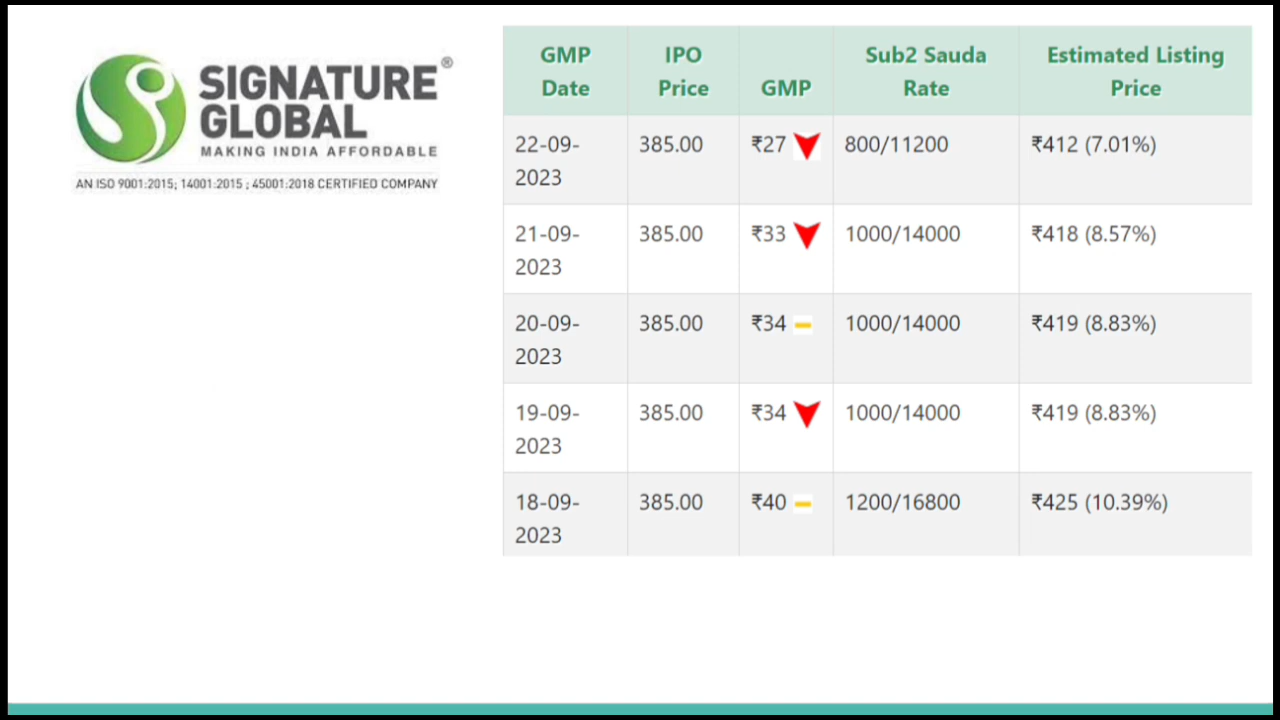 SIGNATURE
GLOBAL
®
MAKING INDIA AFFORDABLE
AN ISO 9001:2015; 14001:2015 ; 45001:2018 CERTIFIED COMPANY
GMP Date IPO Price GMP Sub2 Sauda Rate Estimated Listing Price
22-09-2023 385.00 ₹27 800/11200 ₹412 (7.01%)
21-09-2023 385.00 ₹33 1000/14000 ₹418 (8.57%)
20-09-2023 385.00 ₹34 1000/14000 ₹419 (8.83%)
19-09-2023 385.00 ₹34 1000/14000 ₹419 (8.83%)
18-09-2023 385.00 ₹40 1200/16800 ₹425 (10.39%)